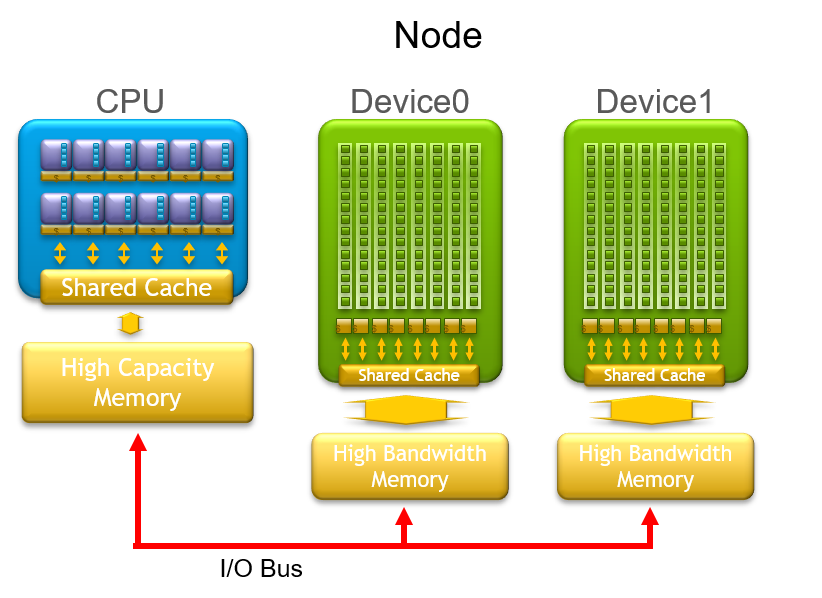 Node
CPU
Device0
Device1
Shared Cache
High Capacity
Memory
Shared Cache
High Bandwidth
Memory
Shared Cache
High Bandwidth
Memory
I/O Bus